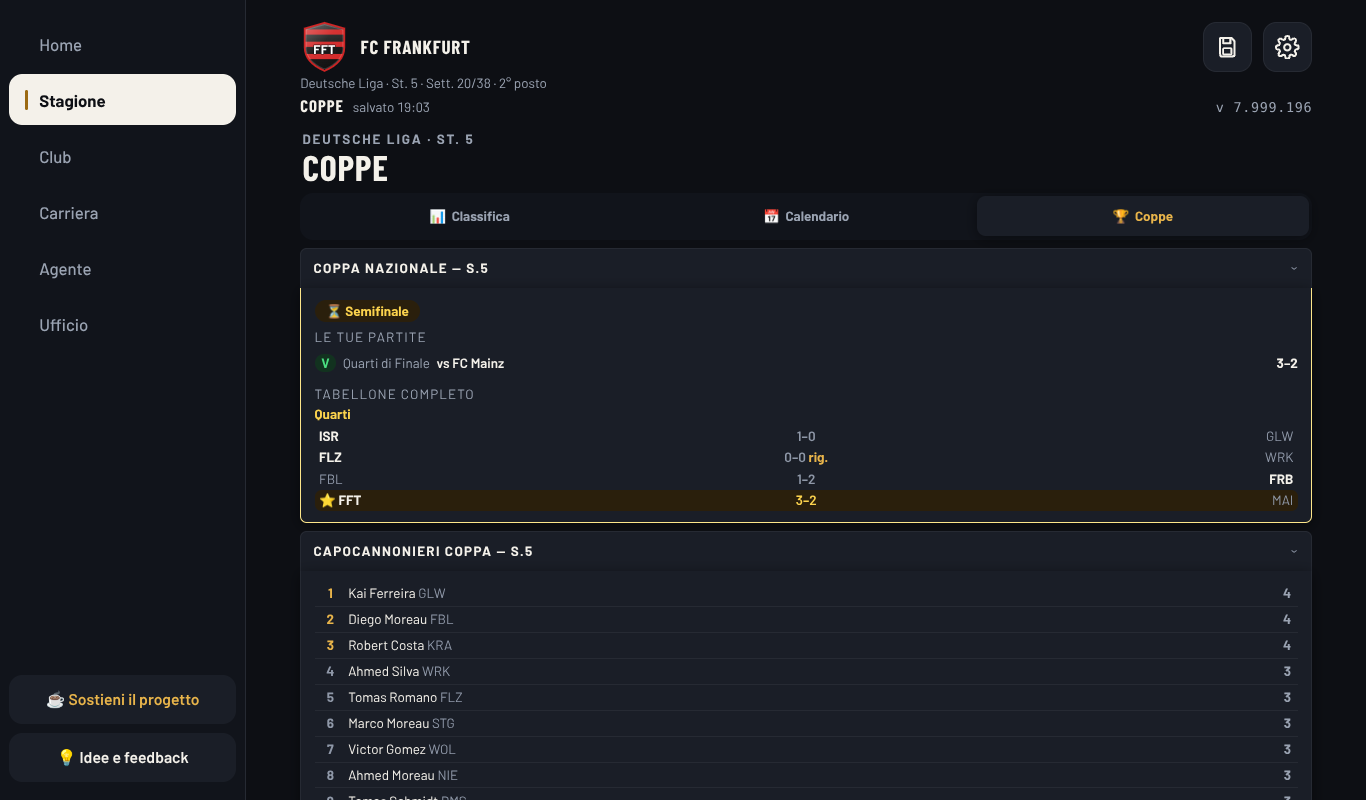 Home
Stagione
Club
Carriera
Agente
Ufficio
☕ Sostieni il progetto
💡 Idee e feedback
FFT
FC FRANKFURT
Deutsche Liga · St. 5 · Sett. 20/38 · 2° posto
COPPE salvato 19:03
v 7.999.196
DEUTSCHE LIGA · ST. 5
COPPE
📊 Classifica
📅 Calendario
🏆 Coppe
COPPA NAZIONALE — S.5
⏳ Semifinale
LE TUE PARTITE
V Quarti di Finale vs FC Mainz 3–2
TABELLONE COMPLETO
Quarti
ISR 1–0 GLW
FLZ 0–0 rig. WRK
FBL 1–2 FRB
⭐ FFT 3–2 MAI
CAPOCANNONIERI COPPA — S.5
1 Kai Ferreira GLW 4
2 Diego Moreau FBL 4
3 Robert Costa KRA 4
4 Ahmed Silva WRK 3
5 Tomas Romano FLZ 3
6 Marco Moreau STG 3
7 Victor Gomez WOL 3
8 Ahmed Moreau NIE 3